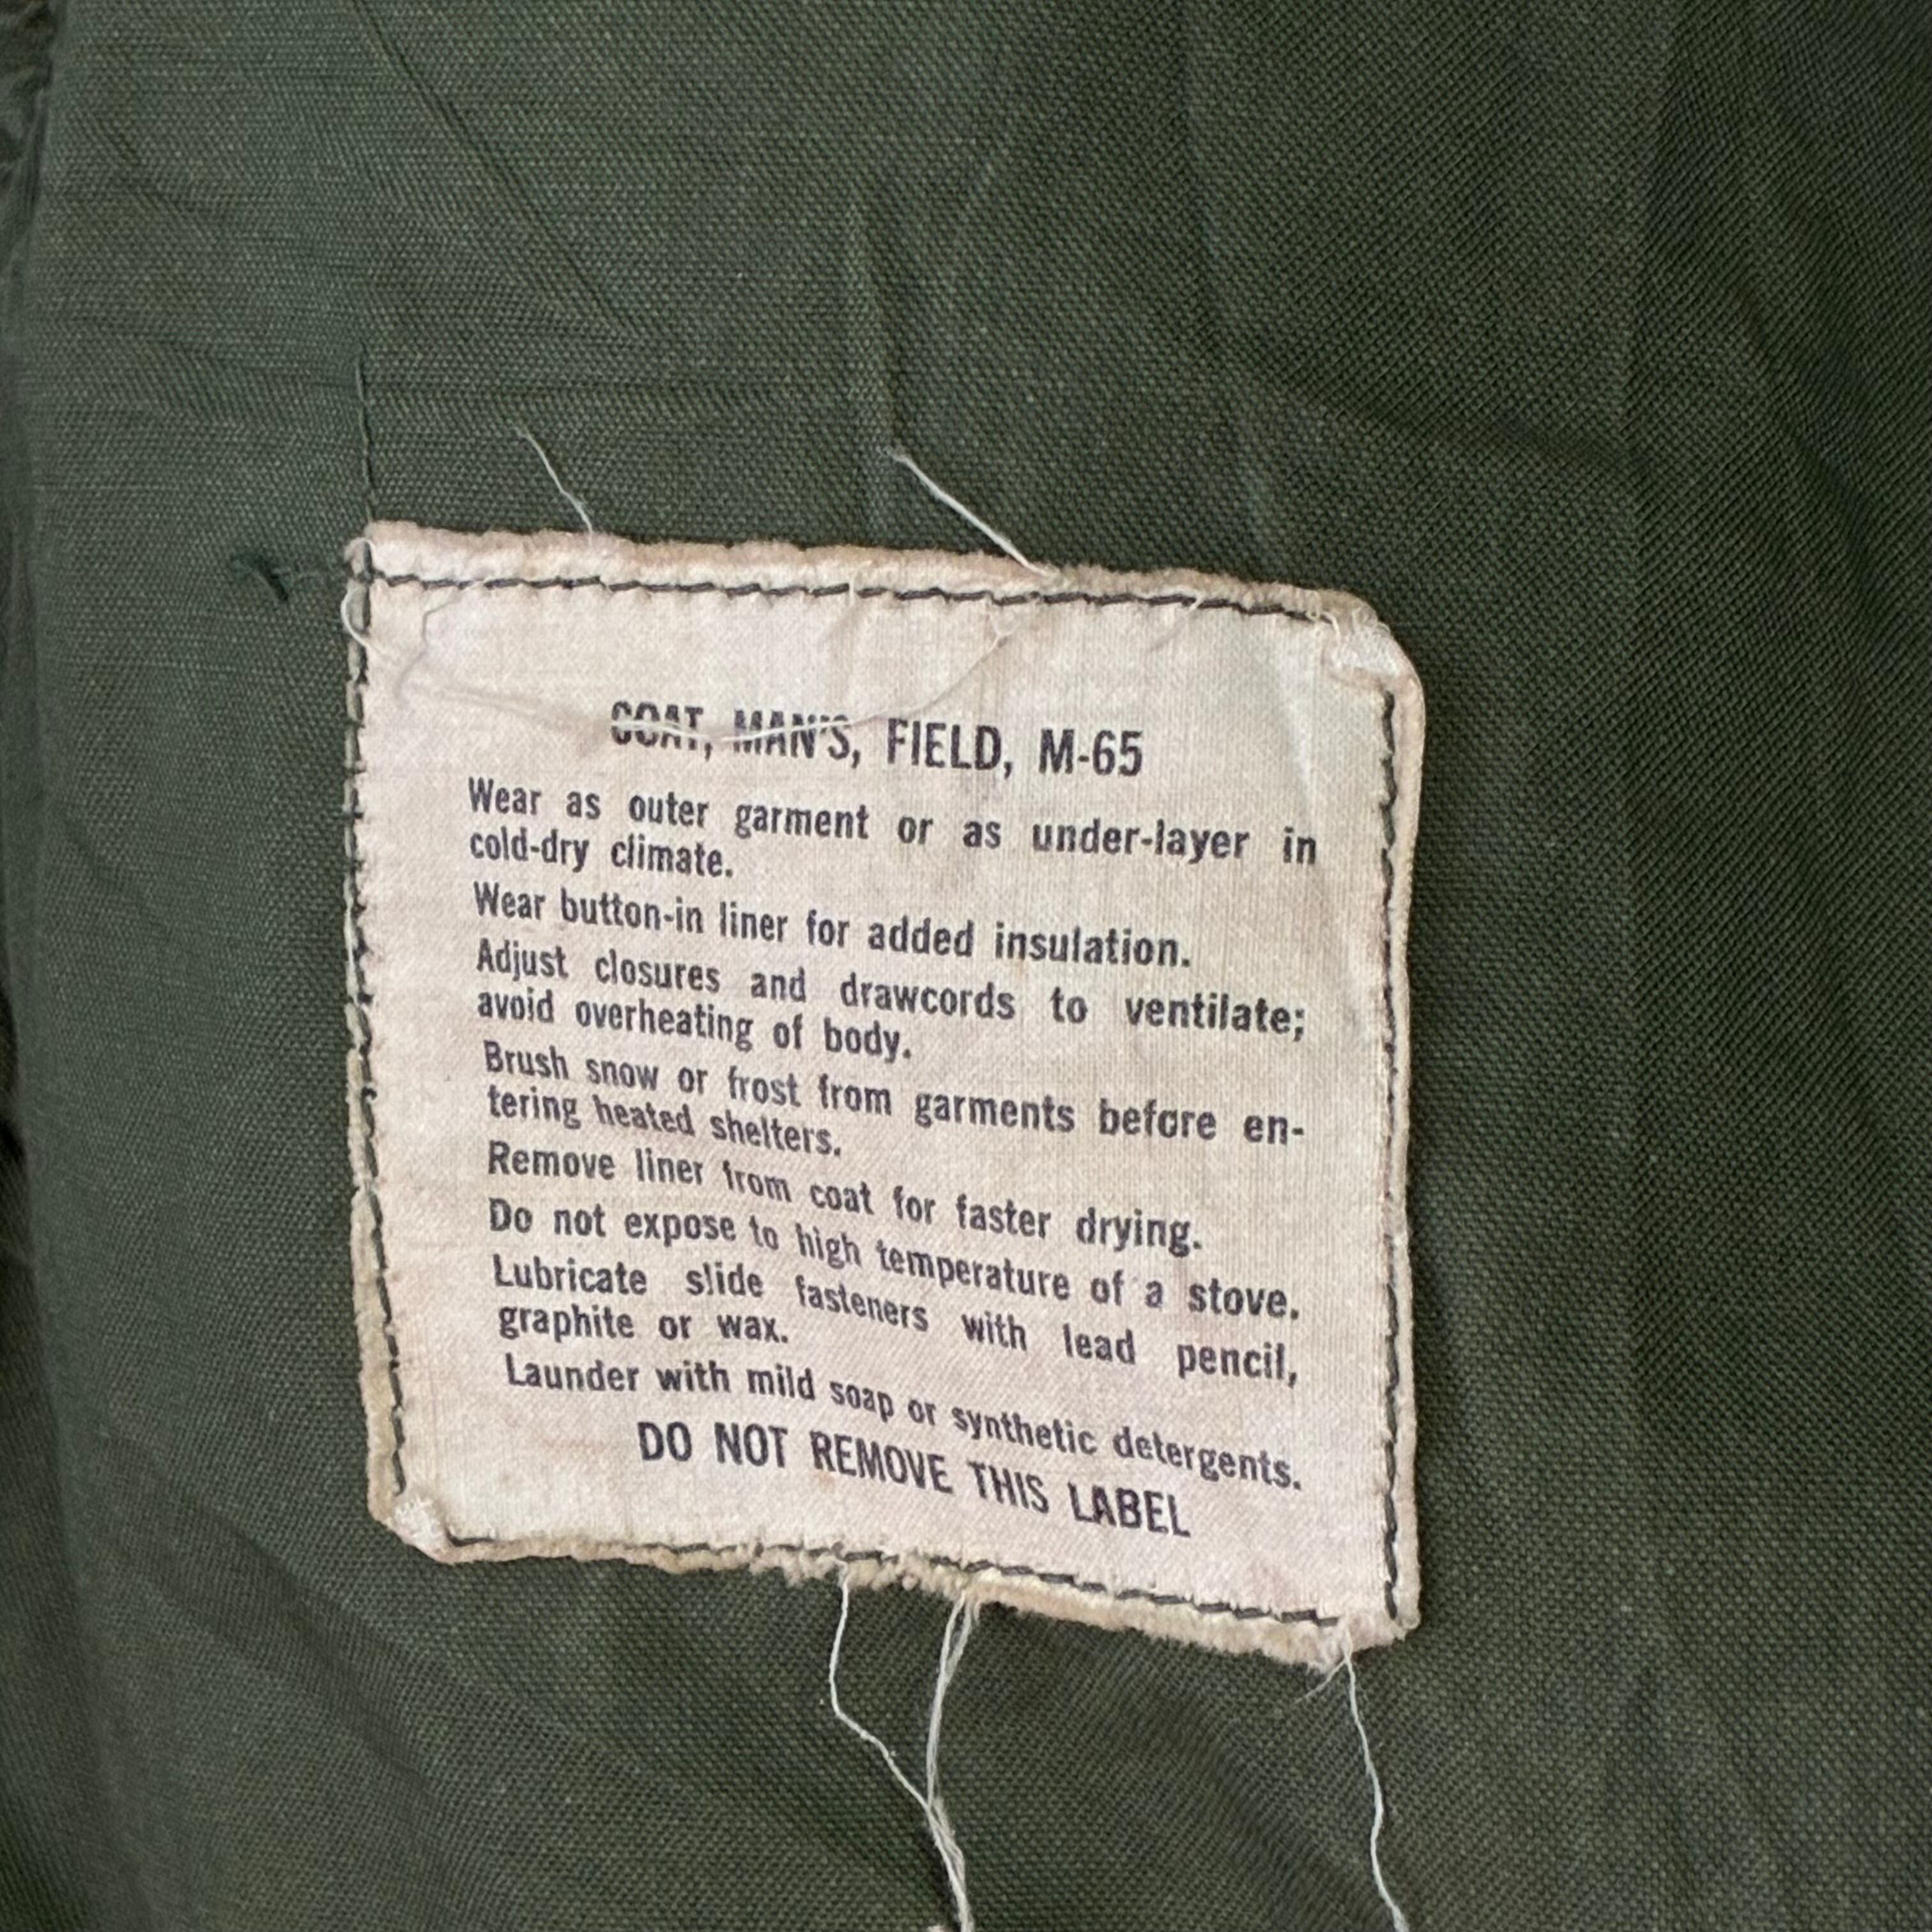 COAT, MAN'S, FIELD, M-65
Wear as outer garment or as under-layer in
cold-dry climate.
Wear button-in liner for added insulation.
Adjust closures and drawcords to ventilate;
avoid overheating of body.
Brush snow or frost from garments before en-
tering heated shelters.
Remove liner from coat for faster drying.
Do not expose to high temperature of a stove.
Lubricate slide fasteners with lead pencil,
graphite or wax.
Launder with mild soap or synthetic detergents.
DO NOT REMOVE THIS LABEL